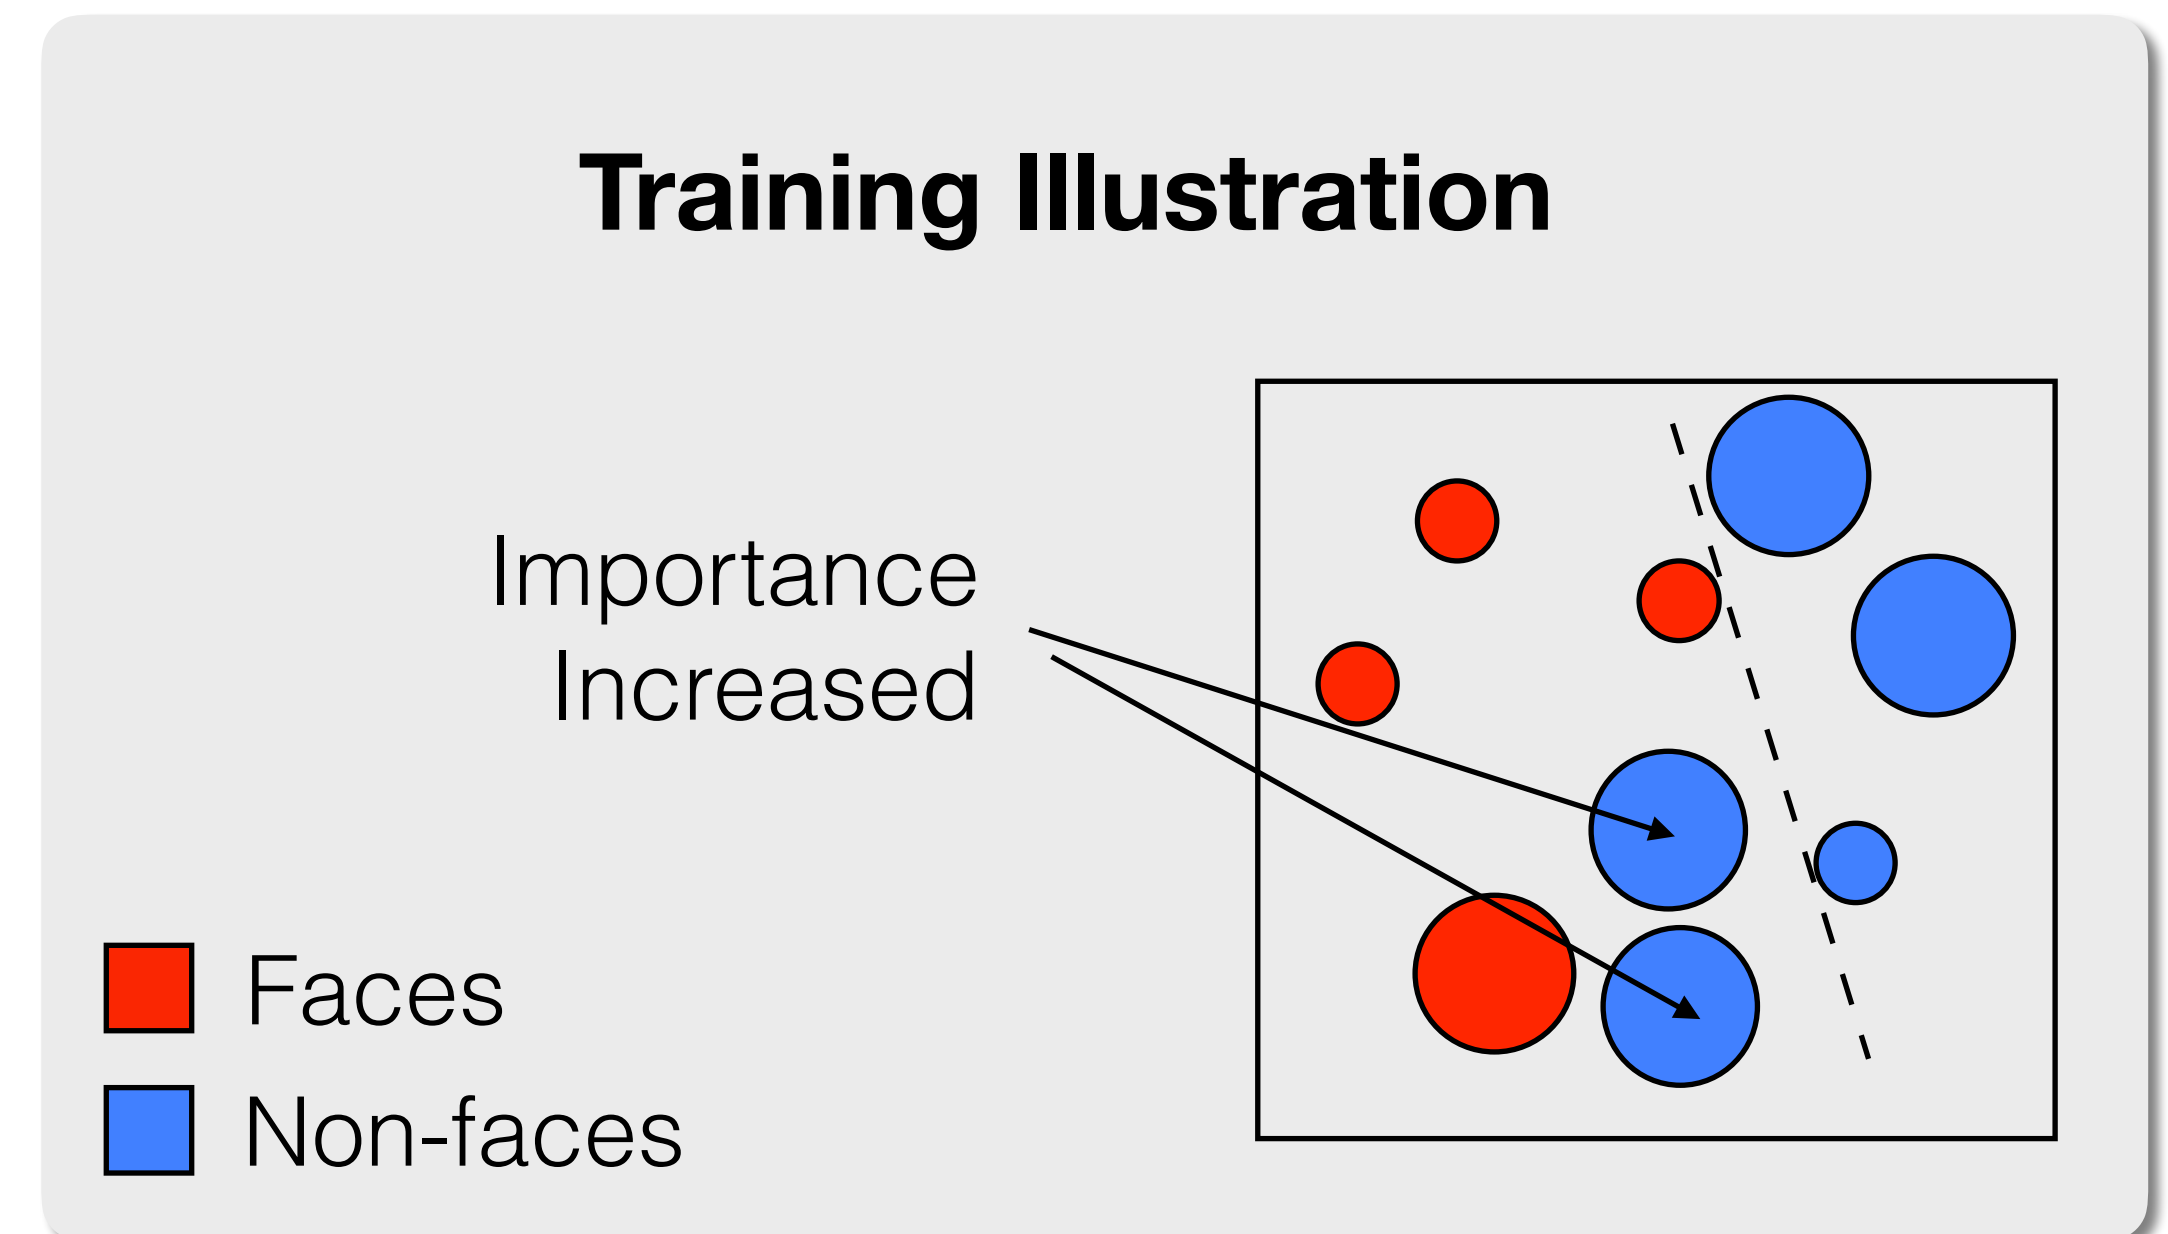 Training Illustration
Importance
Increased
Faces
Non-faces